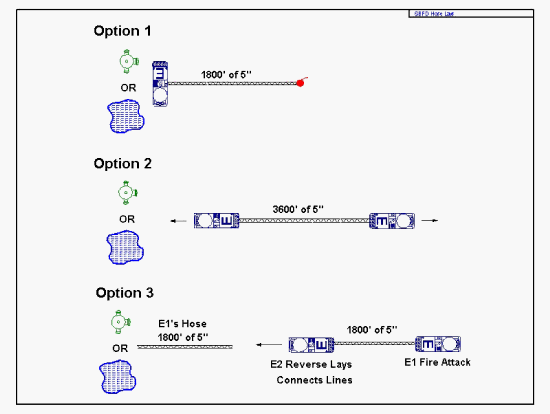 GBFD Hose Lays
Option 1
OR
E
1800' of 5"
Option 2
OR
E
3600' of 5"
E
Option 3
E1's Hose
1800' of 5"
OR
E
1800' of 5"
E
E2 Reverse Lays
Connects Lines
E1 Fire Attack